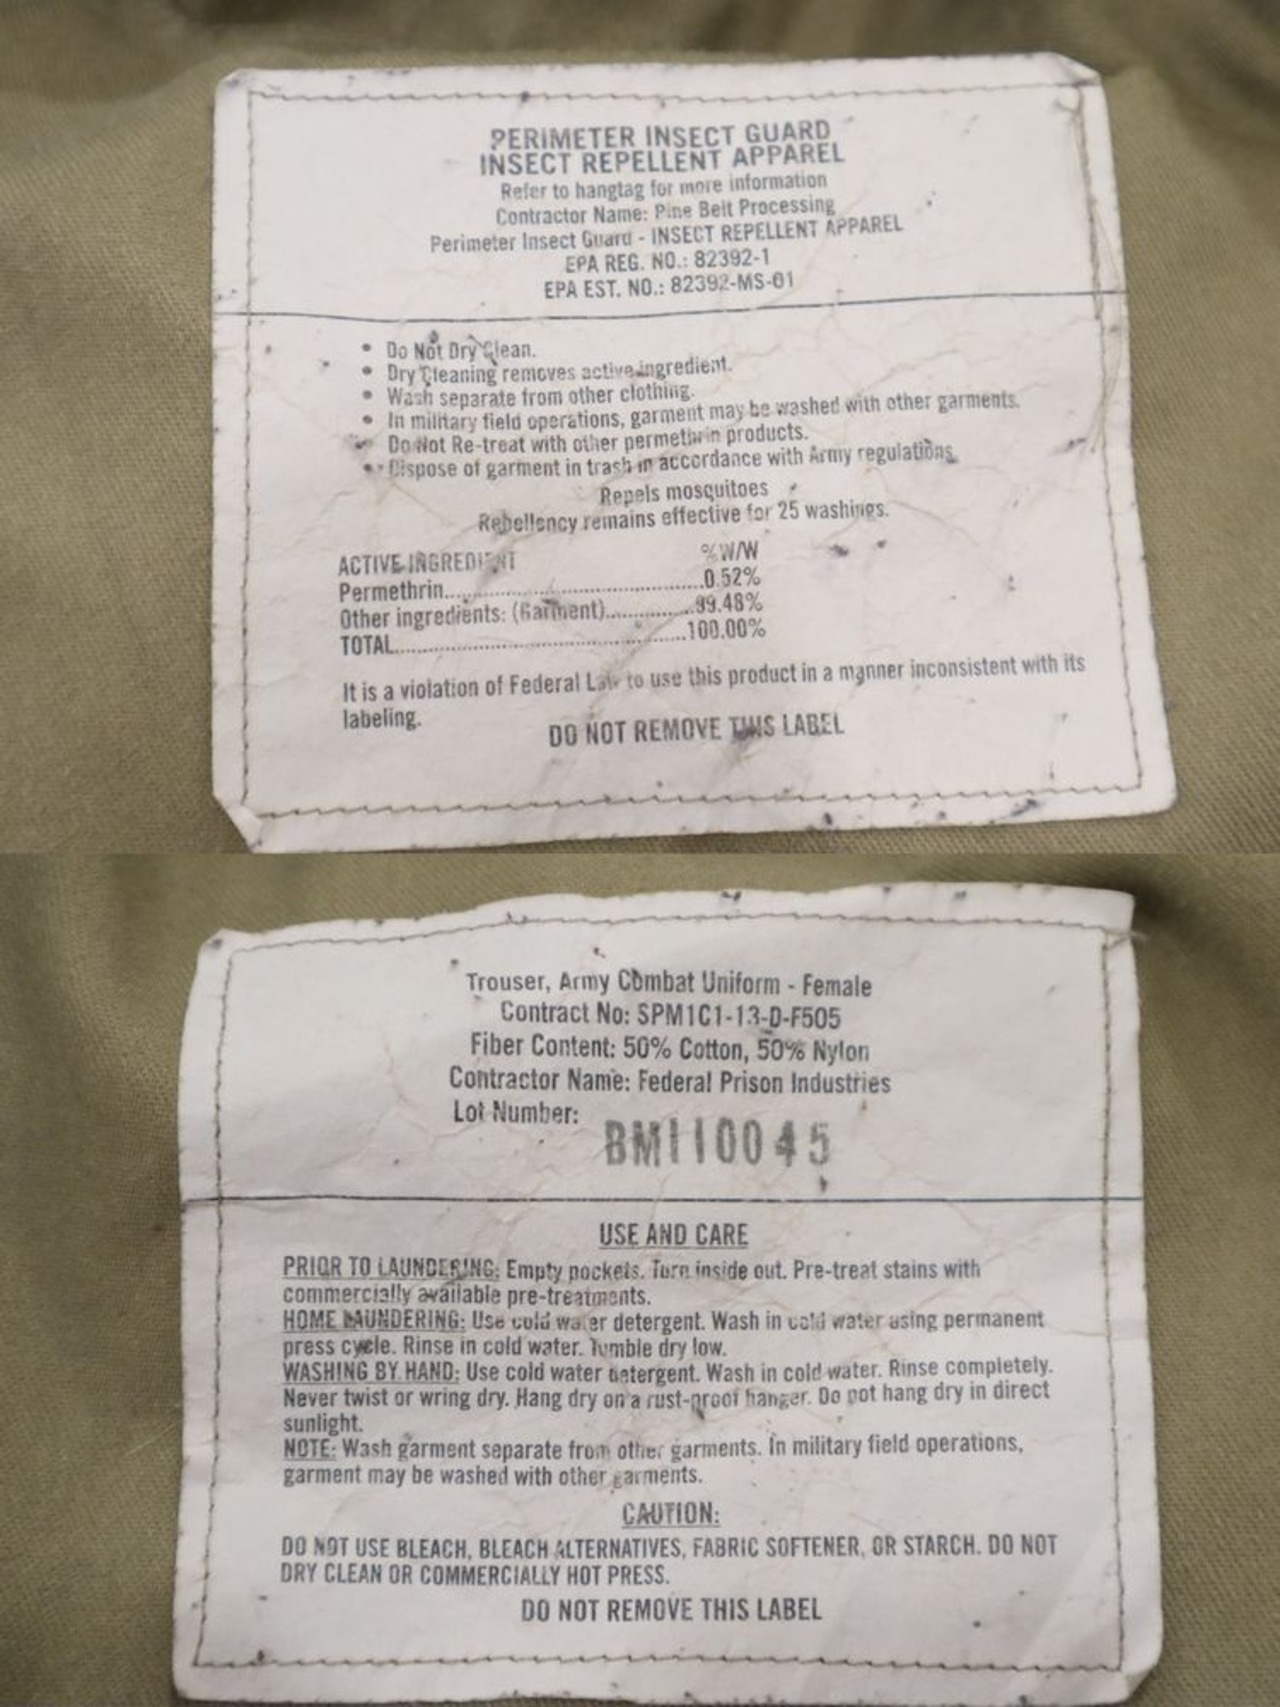 PERIMETER INSECT GUARD
INSECT REPELLENT APPAREL
Refer to hangtag for more information
Contractor Name: Pine Belt Processing
Perimeter Insect Guard - INSECT REPELLENT APPAREL
EPA REG. NO.: 82392-1
EPA EST. NO.: 82392-MS-01
• Do Not Dry Clean.
• Dry Cleaning removes active ingredient.
• Wash separate from other clothing.
• In military field operations, garment may be washed with other garments.
• Do Not Re-treat with other permethrin products.
• Dispose of garment in trash in accordance with Army regulations.
Repels mosquitoes
Repellency remains effective for 25 washings.
ACTIVE INGREDIENT %W/W
Permethrin..............................0.52%
Other ingredients: (Garment)..............99.48%
TOTAL..............................100.00%
It is a violation of Federal Law to use this product in a manner inconsistent with its
labeling.
DO NOT REMOVE THIS LABEL
Trouser, Army Combat Uniform - Female
Contract No: SPM1C1-13-D-F505
Fiber Content: 50% Cotton, 50% Nylon
Contractor Name: Federal Prison Industries
Lot Number: BM110045
USE AND CARE
PRIOR TO LAUNDERING: Empty pockets. Turn inside out. Pre-treat stains with
commercially available pre-treatments.
HOME LAUNDERING: Use cold water detergent. Wash in cold water using permanent
press cycle. Rinse in cold water. Tumble dry low.
WASHING BY HAND: Use cold water detergent. Wash in cold water. Rinse completely.
Never twist or wring dry. Hang dry on a rust-proof hanger. Do not hang dry in direct
sunlight.
NOTE: Wash garment separate from other garments. In military field operations,
garment may be washed with other garments.
CAUTION:
DO NOT USE BLEACH, BLEACH ALTERNATIVES, FABRIC SOFTENER, OR STARCH. DO NOT
DRY CLEAN OR COMMERCIALLY HOT PRESS.
DO NOT REMOVE THIS LABEL